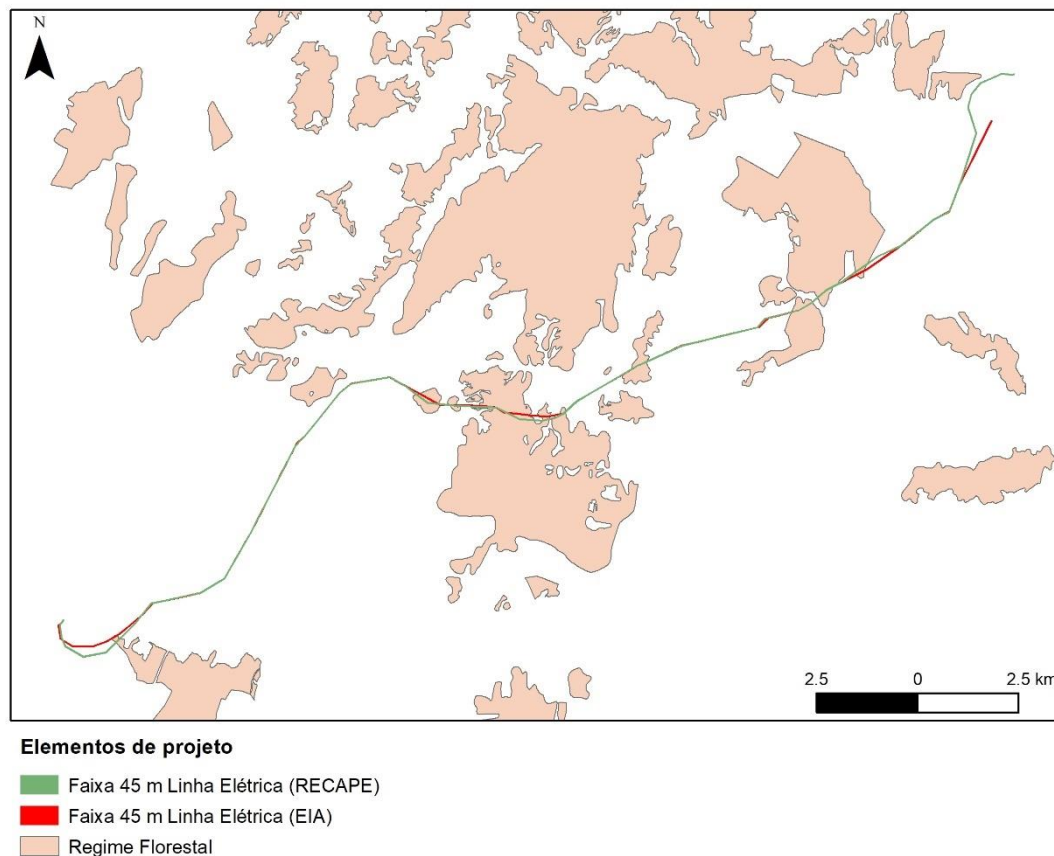 N
2.5 0 2.5 km
Elementos de projeto
Faixa 45 m Linha Elétrica (RECAPE)
Faixa 45 m Linha Elétrica (EIA)
Regime Florestal